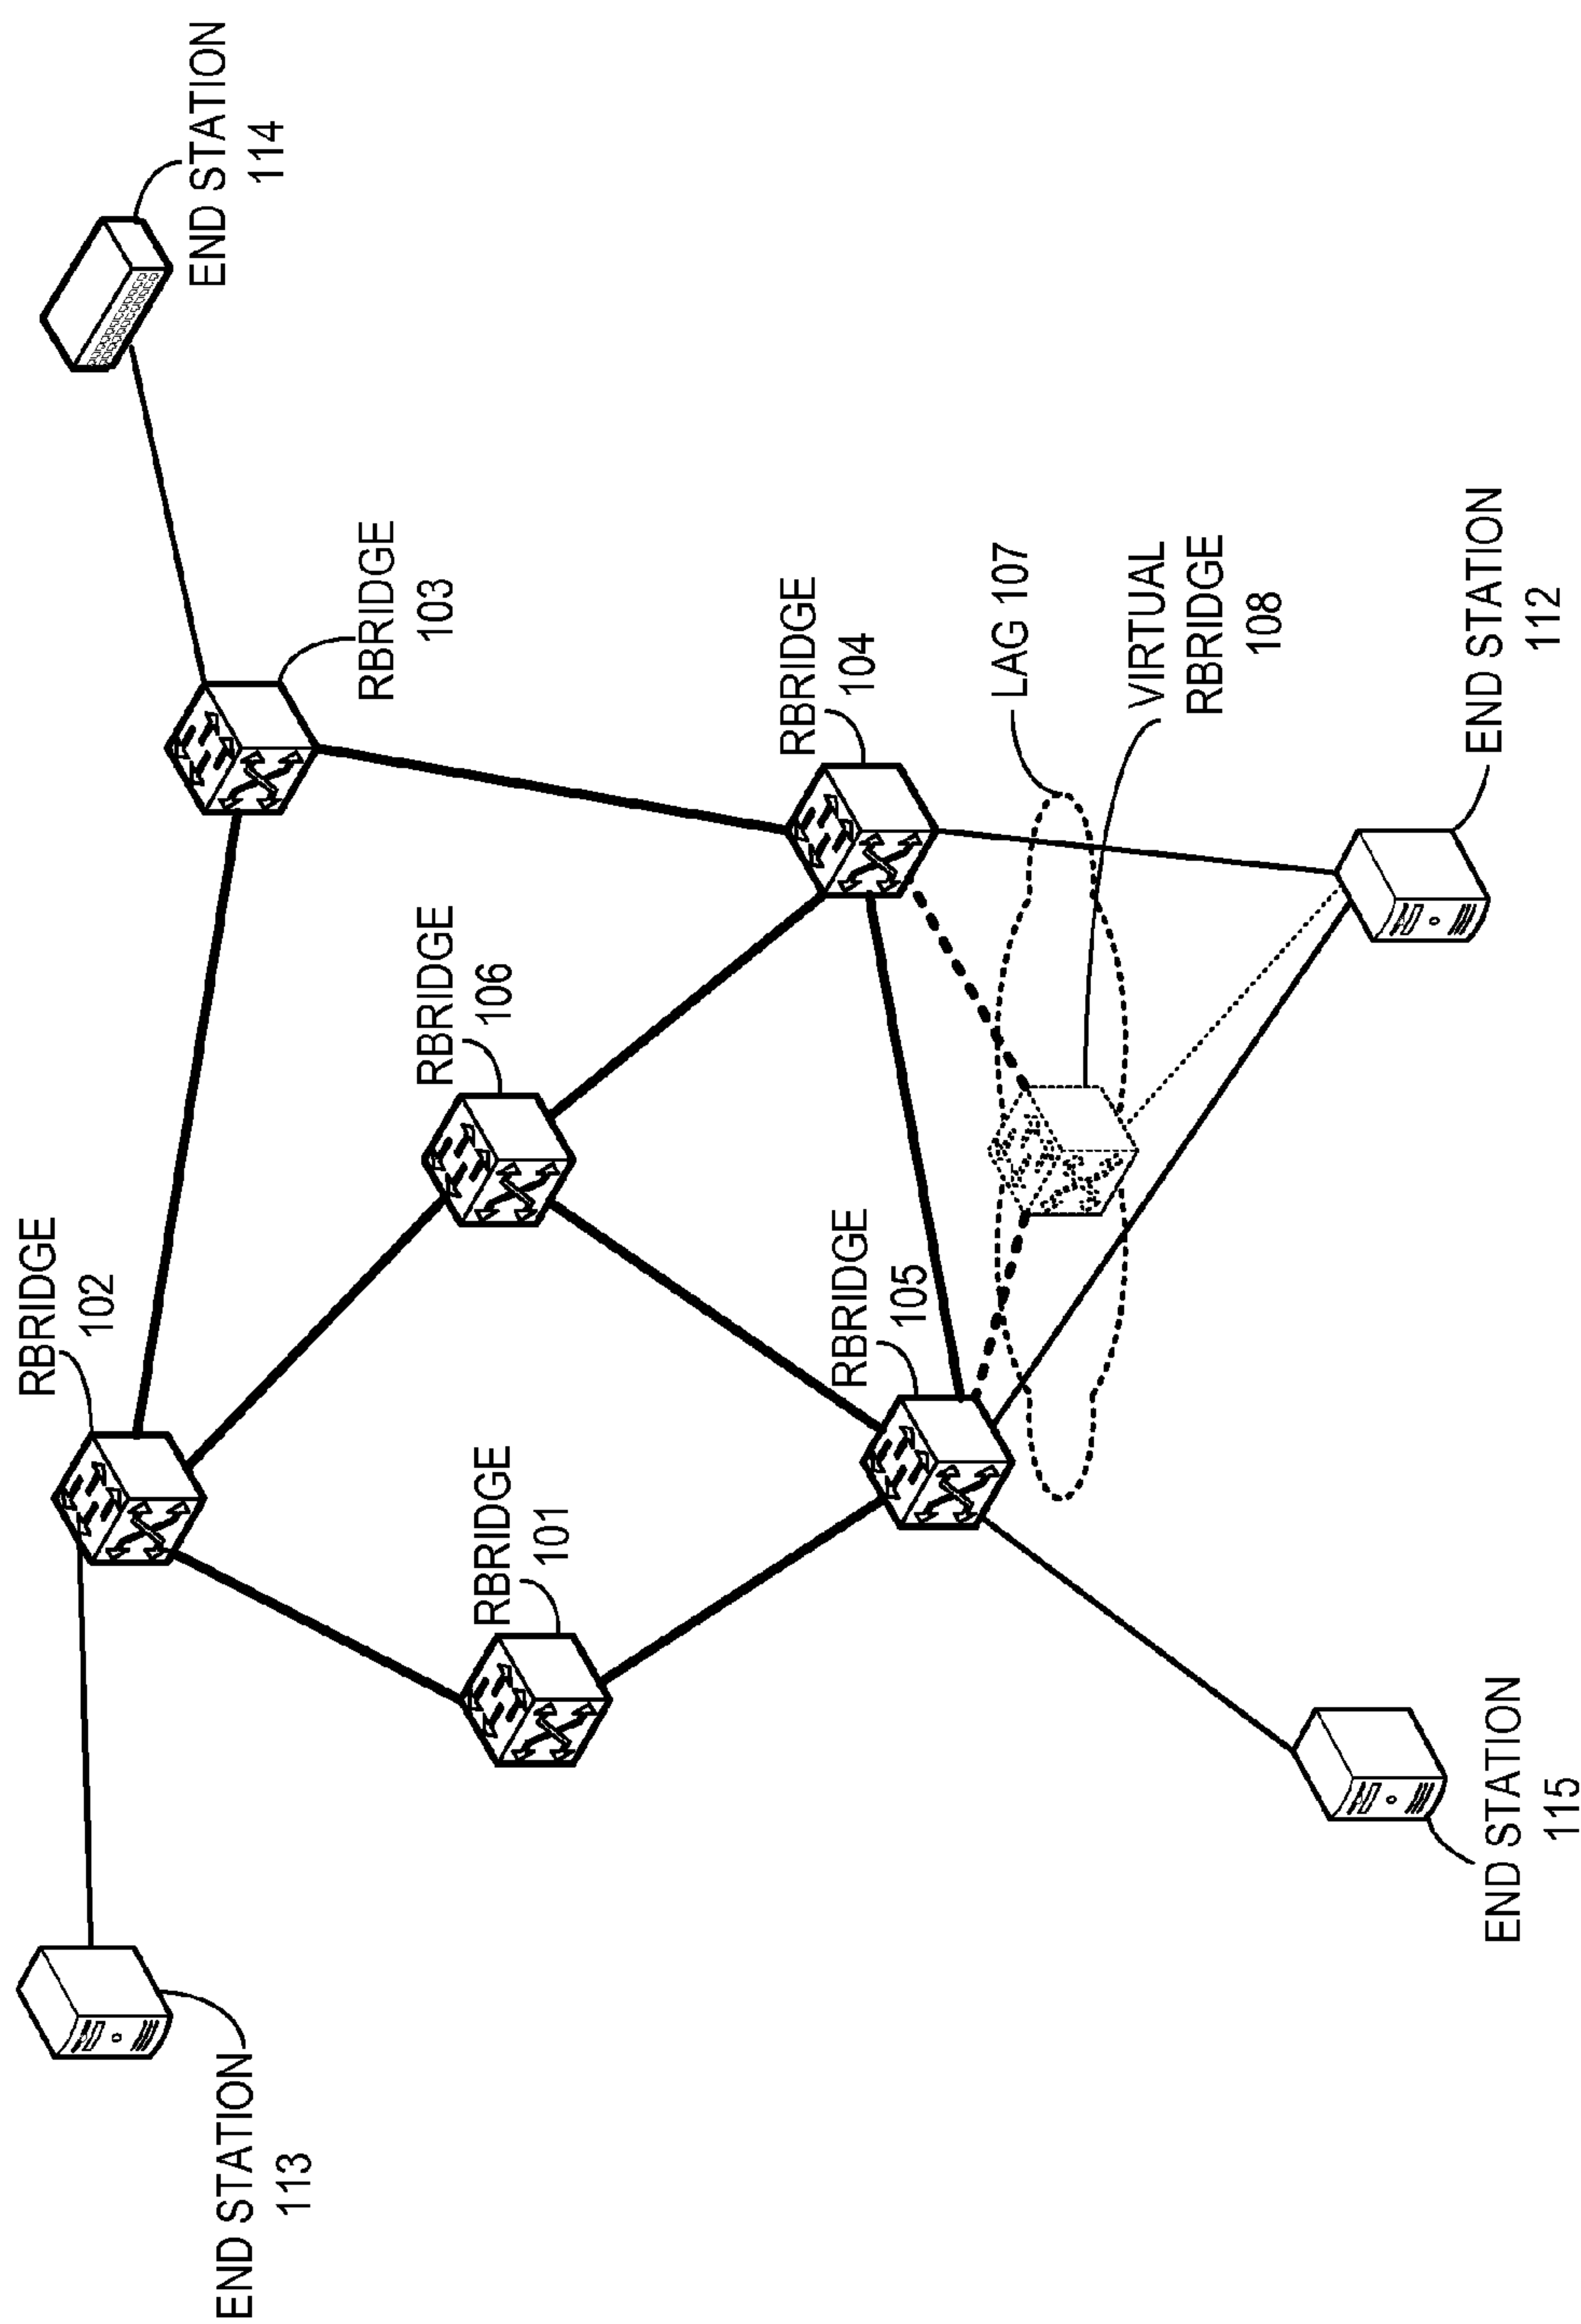 END STATION
113
RBRIDGE
102
END STATION
114
RBRIDGE
103
RBRIDGE
101
RBRIDGE
106
RBRIDGE
105
RBRIDGE
104
LAG 107
VIRTUAL
RBRIDGE
108
END STATION
115
END STATION
112